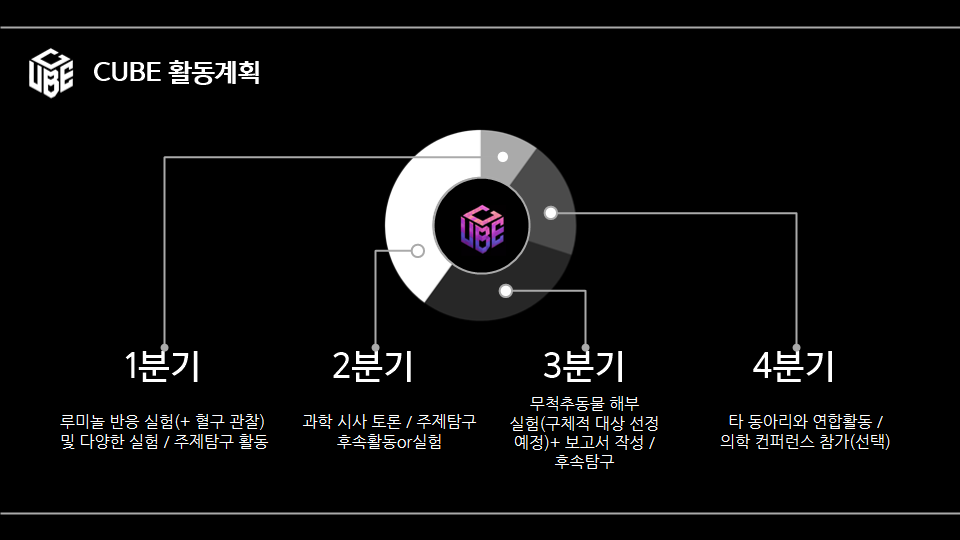 CUBE
CUBE 활동계획
CUBE
1분기
루미놀 반응 실험(+ 혈구 관찰)
및 다양한 실험 / 주제탐구 활동
2분기
과학 시사 토론 / 주제탐구
후속활동or실험
3분기
무척추동물 해부
실험(구체적 대상 선정
예정)+ 보고서 작성 /
후속탐구
4분기
타 동아리와 연합활동 /
의학 컨퍼런스 참가(선택)